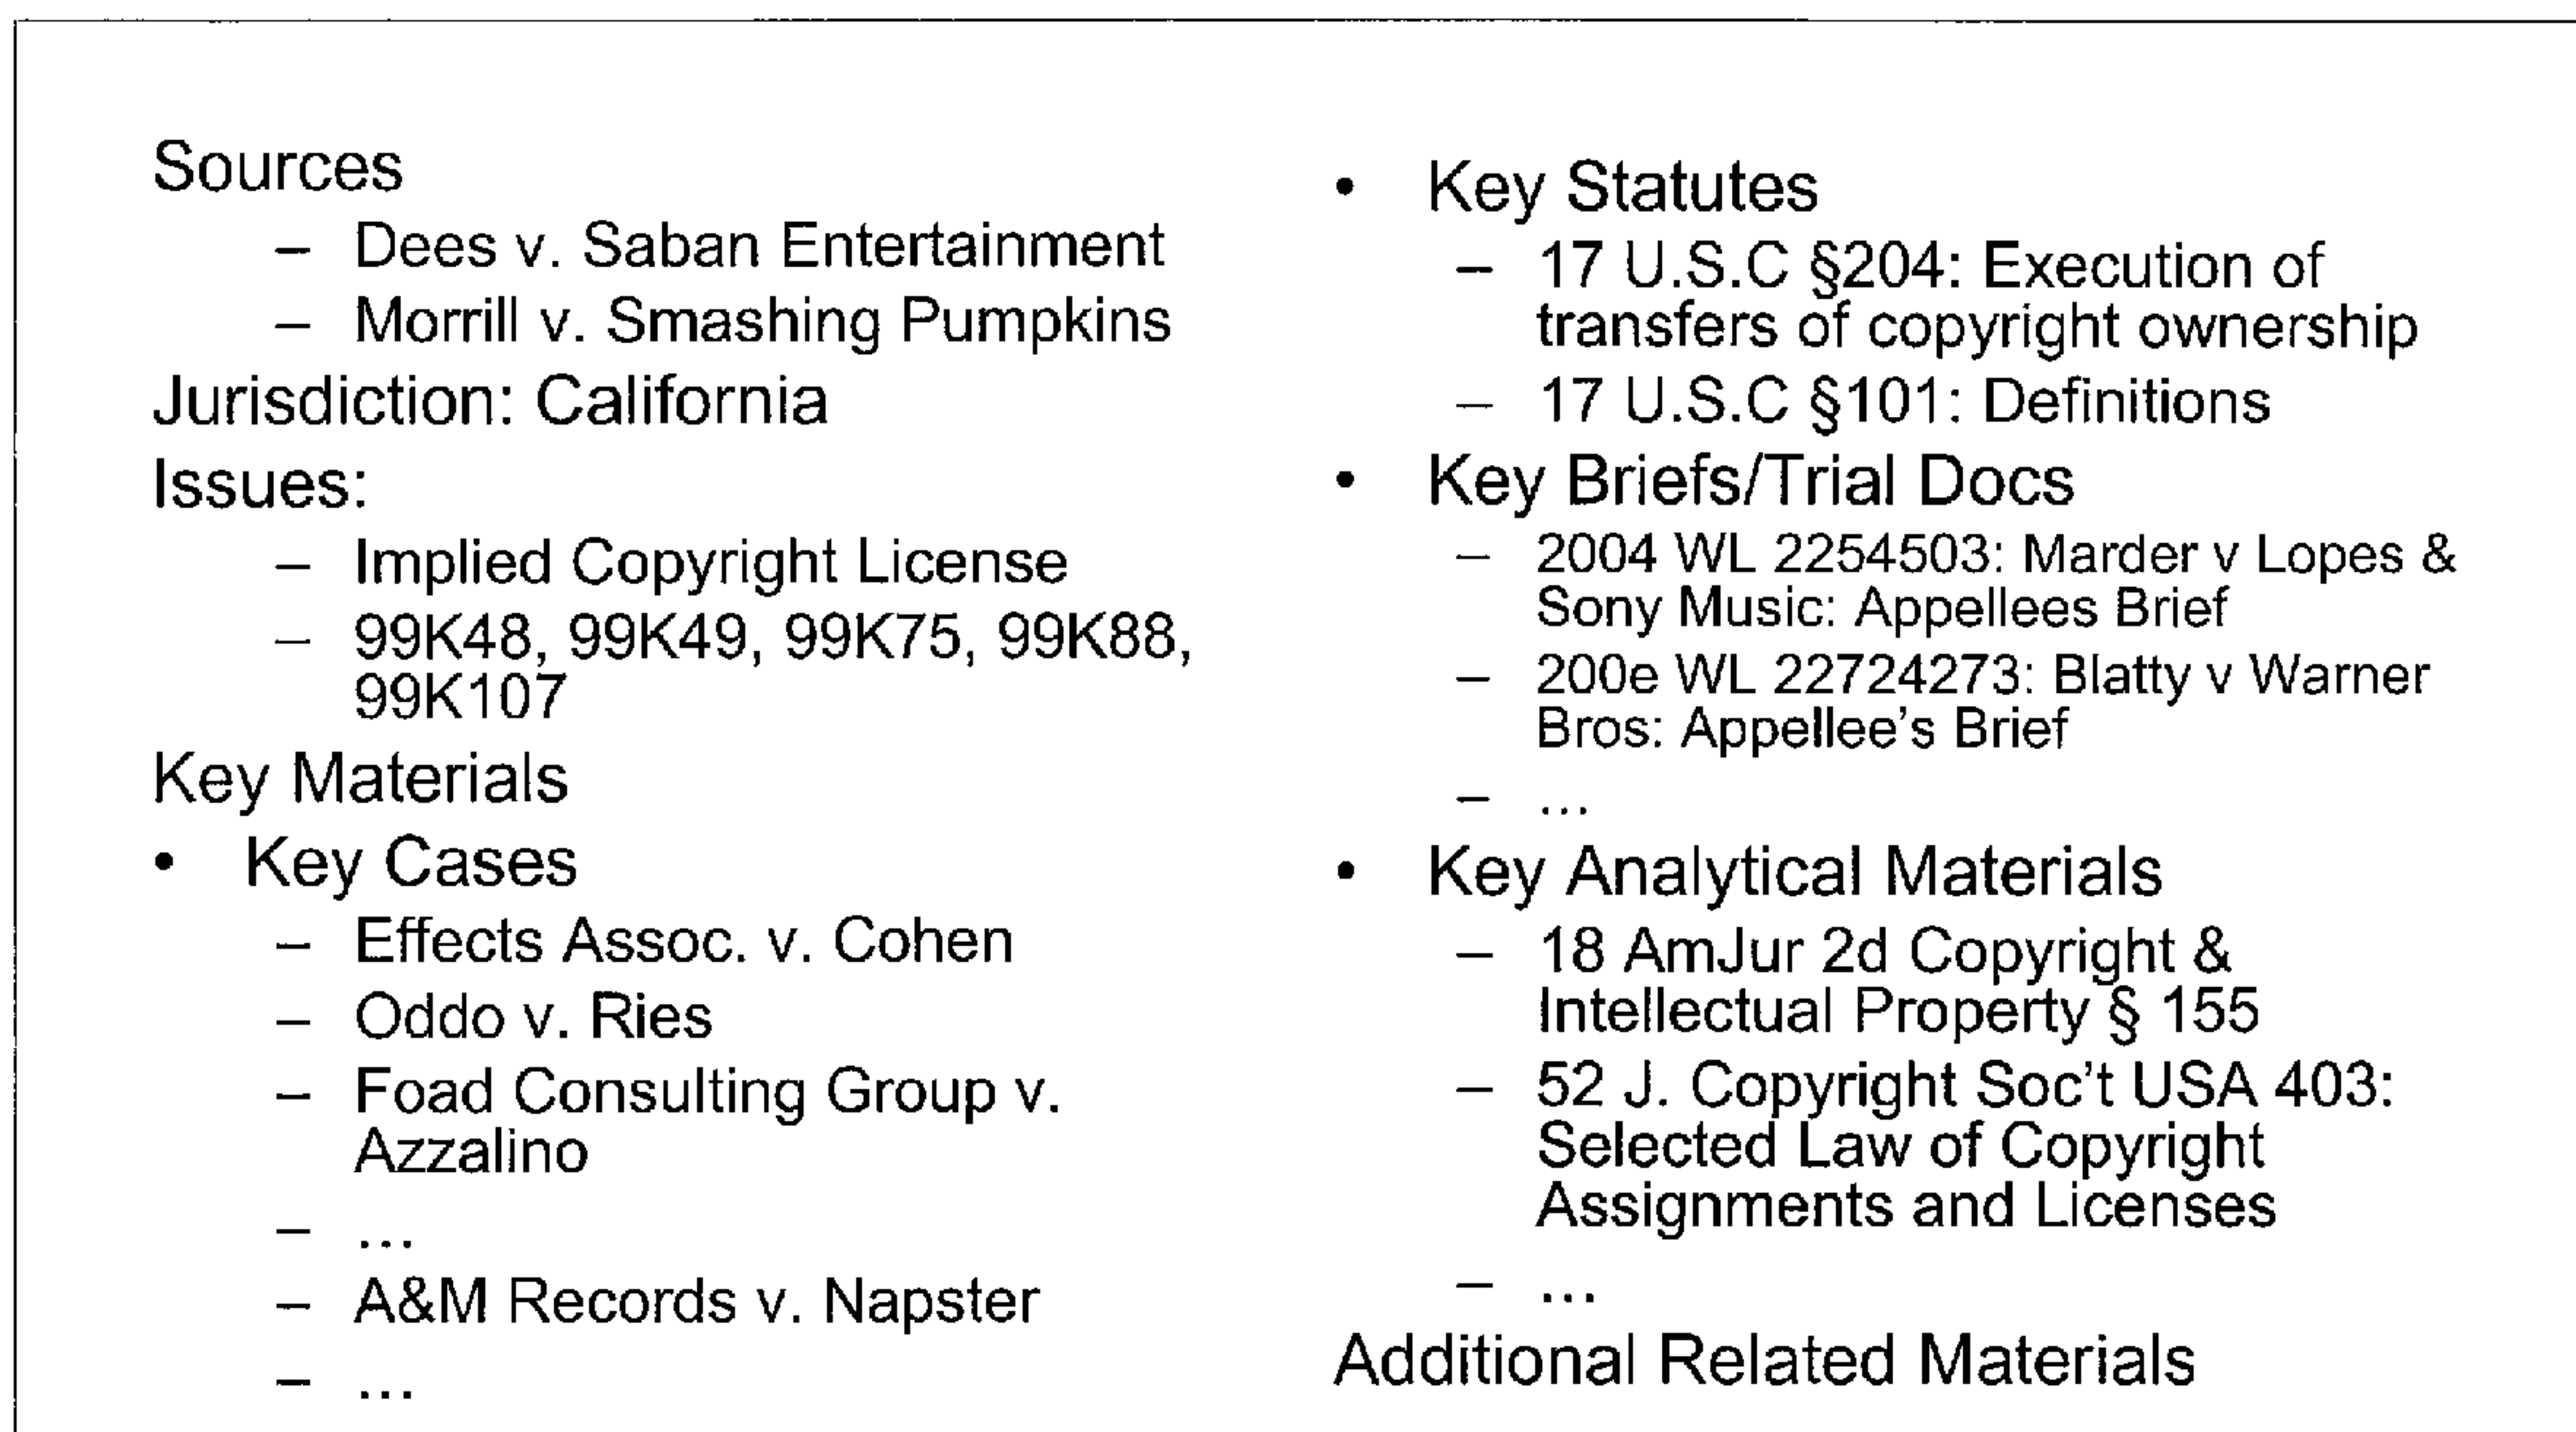 Sources
– Dees v. Saban Entertainment
– Morrill v. Smashing Pumpkins
Jurisdiction: California
Issues:
– Implied Copyright License
– 99K48, 99K49, 99K75, 99K88,
99K107
Key Materials
• Key Cases
– Effects Assoc. v. Cohen
– Oddo v. Ries
– Foad Consulting Group v.
Azzalino
– ...
– A&M Records v. Napster
– ...
• Key Statutes
– 17 U.S.C §204: Execution of
transfers of copyright ownership
– 17 U.S.C §101: Definitions
• Key Briefs/Trial Docs
– 2004 WL 2254503: Marder v Lopes &
Sony Music: Appellees Brief
– 200e WL 22724273: Blatty v Warner
Bros: Appellee's Brief
– ...
• Key Analytical Materials
– 18 AmJur 2d Copyright &
Intellectual Property § 155
– 52 J. Copyright Soc't USA 403:
Selected Law of Copyright
Assignments and Licenses
– ...
Additional Related Materials